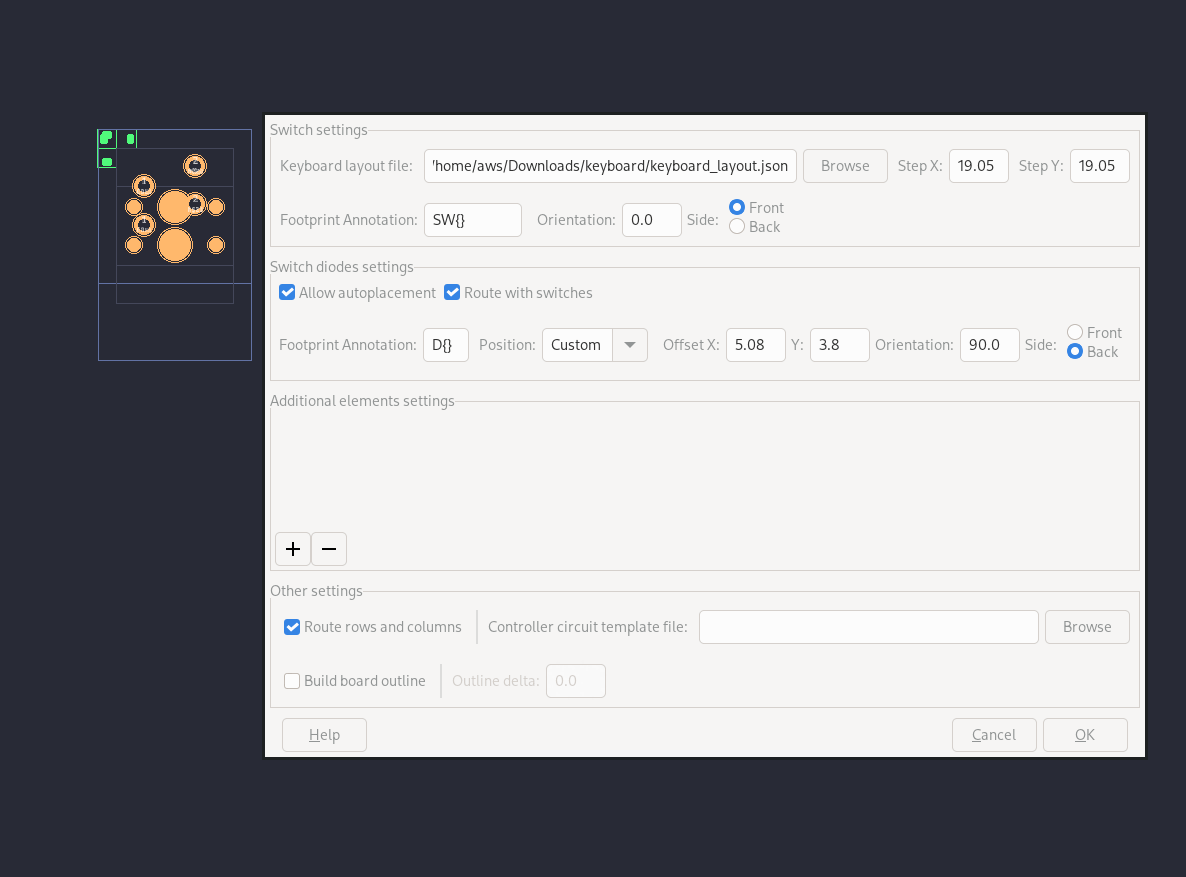 Switch settings
Keyboard layout file: 'home/aws/Downloads/keyboard/keyboard_layout.json Browse Step X: 19.05 Step Y: 19.05
Footprint Annotation: SW{} Orientation: 0.0 Side: Front
Back
Switch diodes settings
Allow autoplacement Route with switches
Footprint Annotation: D{} Position: Custom Offset X: 5.08 Y: 3.8 Orientation: 90.0 Side: Front
Back
Additional elements settings
+ −
Other settings
Route rows and columns Controller circuit template file: Browse
Build board outline Outline delta: 0.0
Help Cancel OK